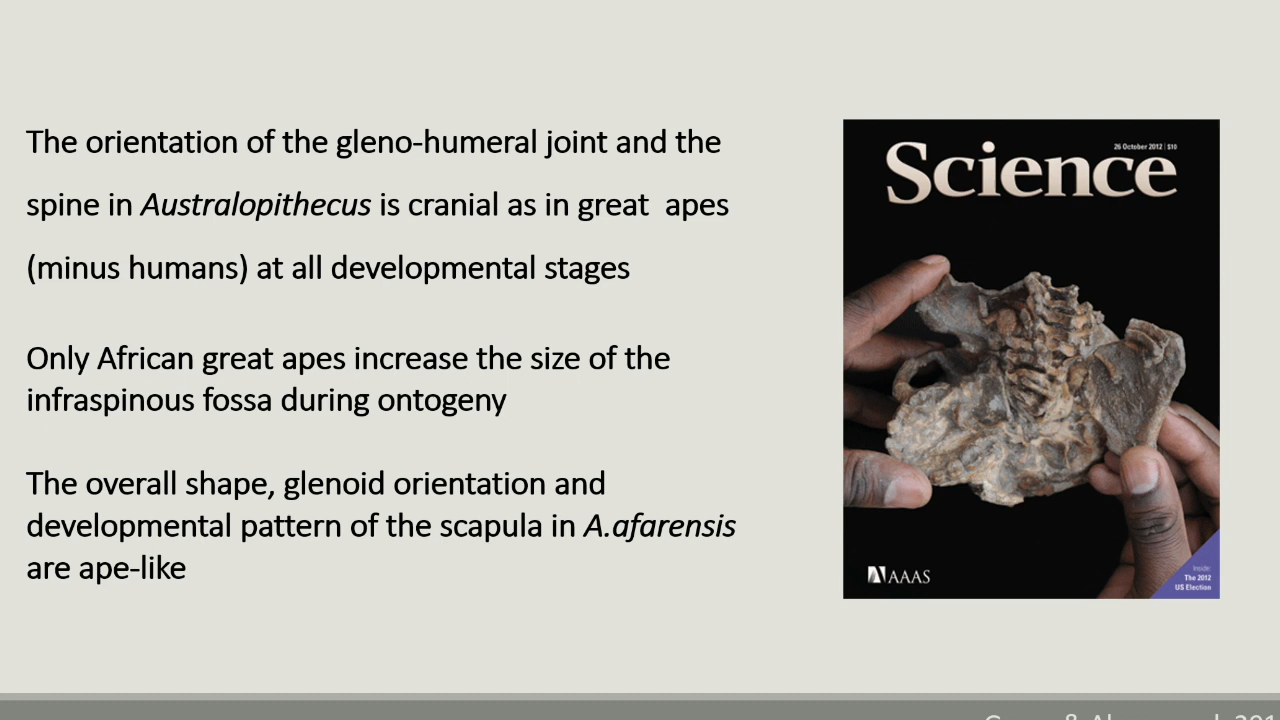 The orientation of the gleno-humeral joint and the
spine in Australopithecus is cranial as in great  apes
(minus humans) at all developmental stages
Only African great apes increase the size of the
infraspinous fossa during ontogeny
The overall shape, glenoid orientation and
developmental pattern of the scapula in A.afarensis
are ape-like
26 October 2012 | $10
Science
AAAS
Inside:
The 2012
US Election